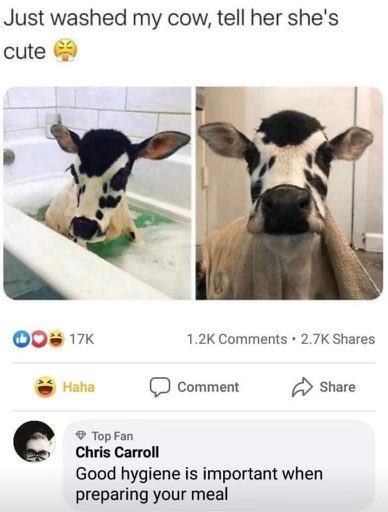 Just washed my cow, tell her she's
cute 😤
17K
1.2K Comments • 2.7K Shares
Haha
Comment
Share
Top Fan
Chris Carroll
Good hygiene is important when
preparing your meal